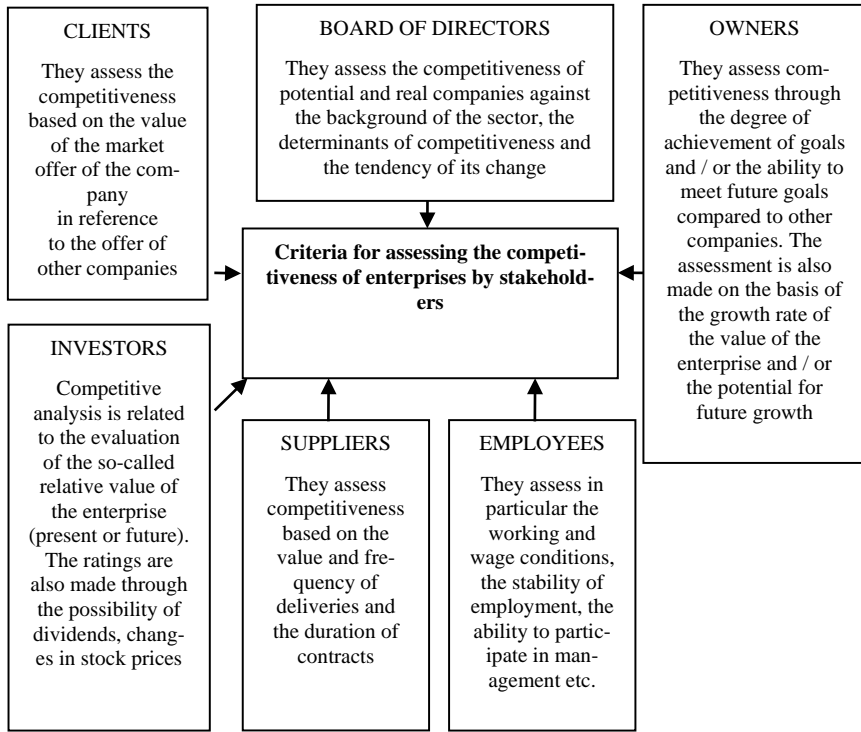 CLIENTS
They assess the
competitiveness
based on the value
of the market
offer of the com-
pany
in reference
to the offer of
other companies
BOARD OF DIRECTORS
They assess the competitiveness of
potential and real companies against
the background of the sector, the
determinants of competitiveness and
the tendency of its change
OWNERS
They assess com-
petitiveness through
the degree of
achievement of goals
and / or the ability to
meet future goals
compared to other
companies. The
assessment is also
made on the basis of
the growth rate of
the value of the
enterprise and / or
the potential for
future growth
Criteria for assessing the competi-
tiveness of enterprises by stakehold-
ers
INVESTORS
Competitive
analysis is related
to the evaluation
of the so-called
relative value of
the enterprise
(present or future).
The ratings are
also made through
the possibility of
dividends, chang-
es in stock prices
SUPPLIERS
They assess
competitiveness
based on the
value and fre-
quency of
deliveries and
the duration of
contracts
EMPLOYEES
They assess in
particular the
working and
wage conditions,
the stability of
employment, the
ability to partic-
ipate in man-
agement etc.